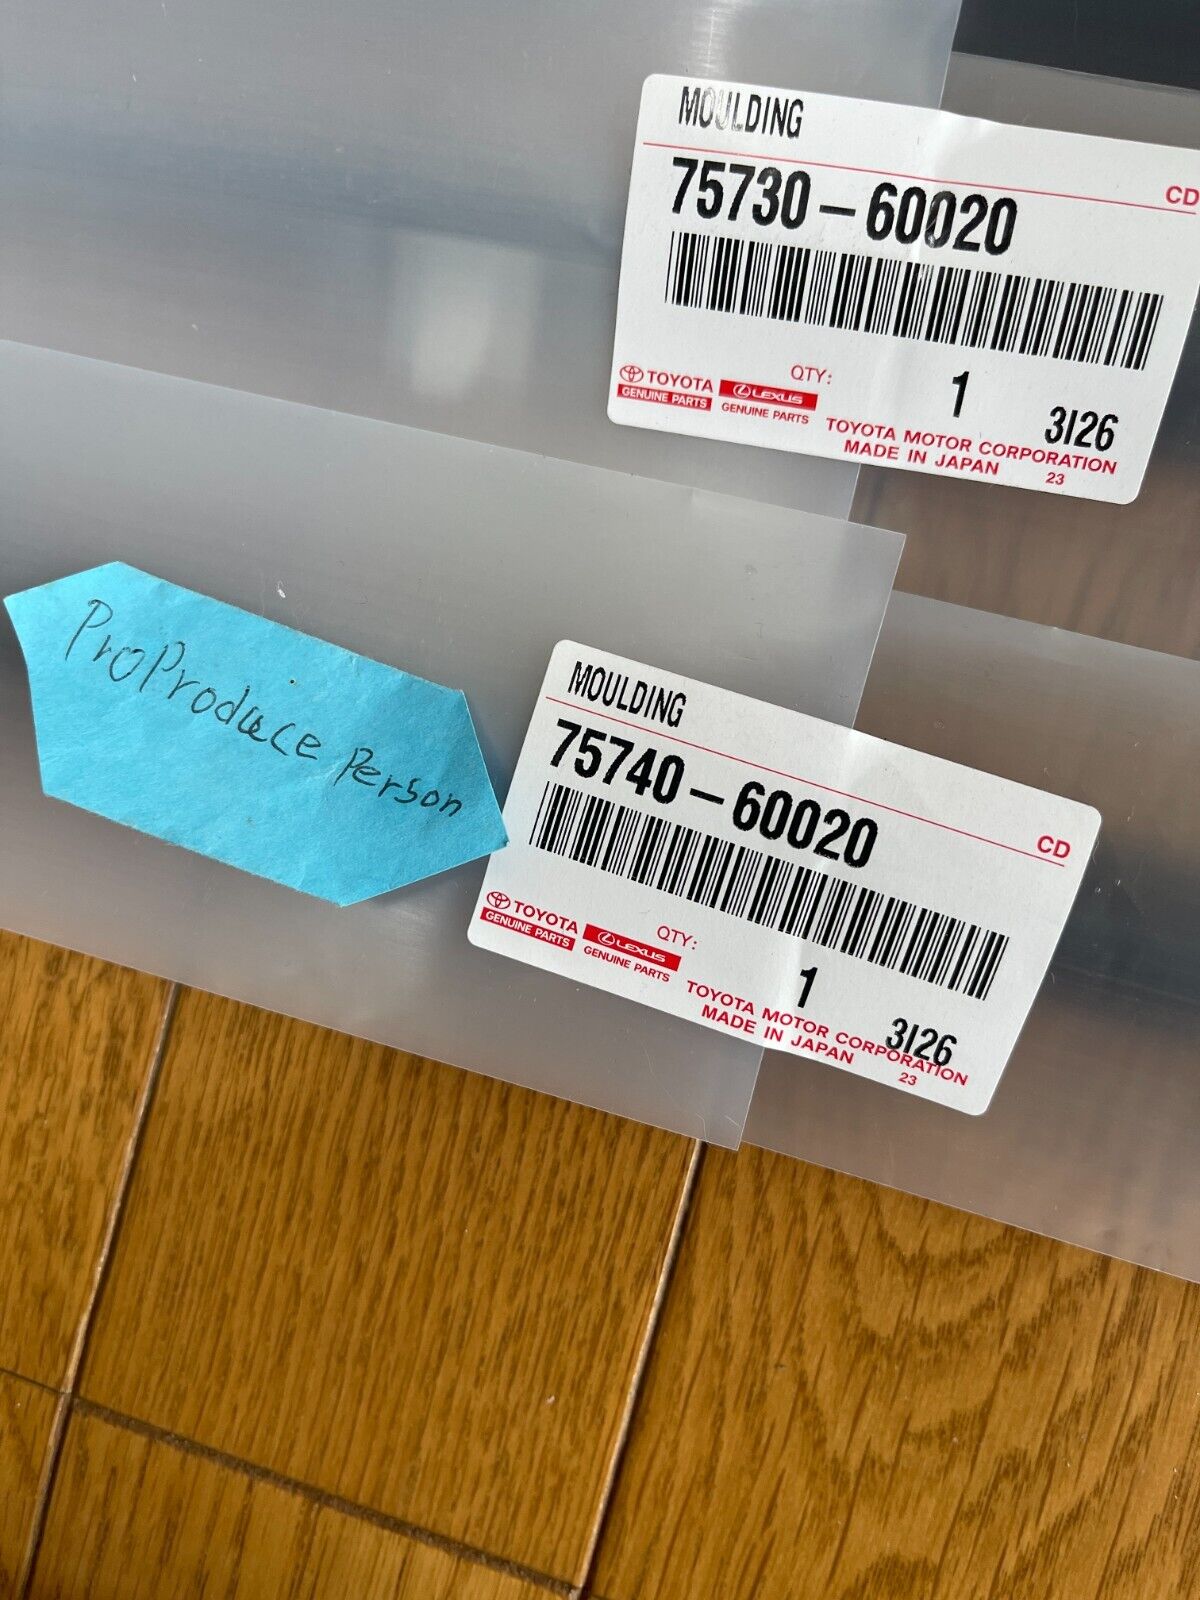 MOULDING
CD
75730-60020
QTY:
1
TOYOTA
GENUINE PARTS
LEXUS
GENUINE PARTS
3I26
TOYOTA MOTOR CORPORATION
MADE IN JAPAN
23
ProProduce Person
MOULDING
CD
75740-60020
QTY:
1
TOYOTA
GENUINE PARTS
LEXUS
GENUINE PARTS
3I26
TOYOTA MOTOR CORPORATION
MADE IN JAPAN
23